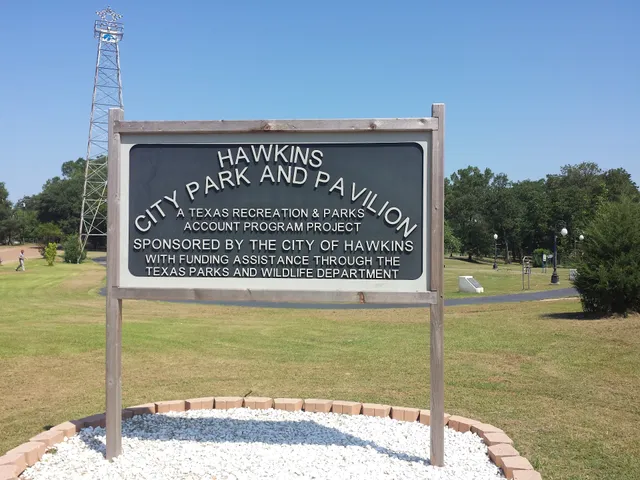 HAWKINS
CITY PARK AND PAVILION
A TEXAS RECREATION & PARKS
ACCOUNT PROGRAM PROJECT
SPONSORED BY THE CITY OF HAWKINS
WITH FUNDING ASSISTANCE THROUGH THE
TEXAS PARKS AND WILDLIFE DEPARTMENT